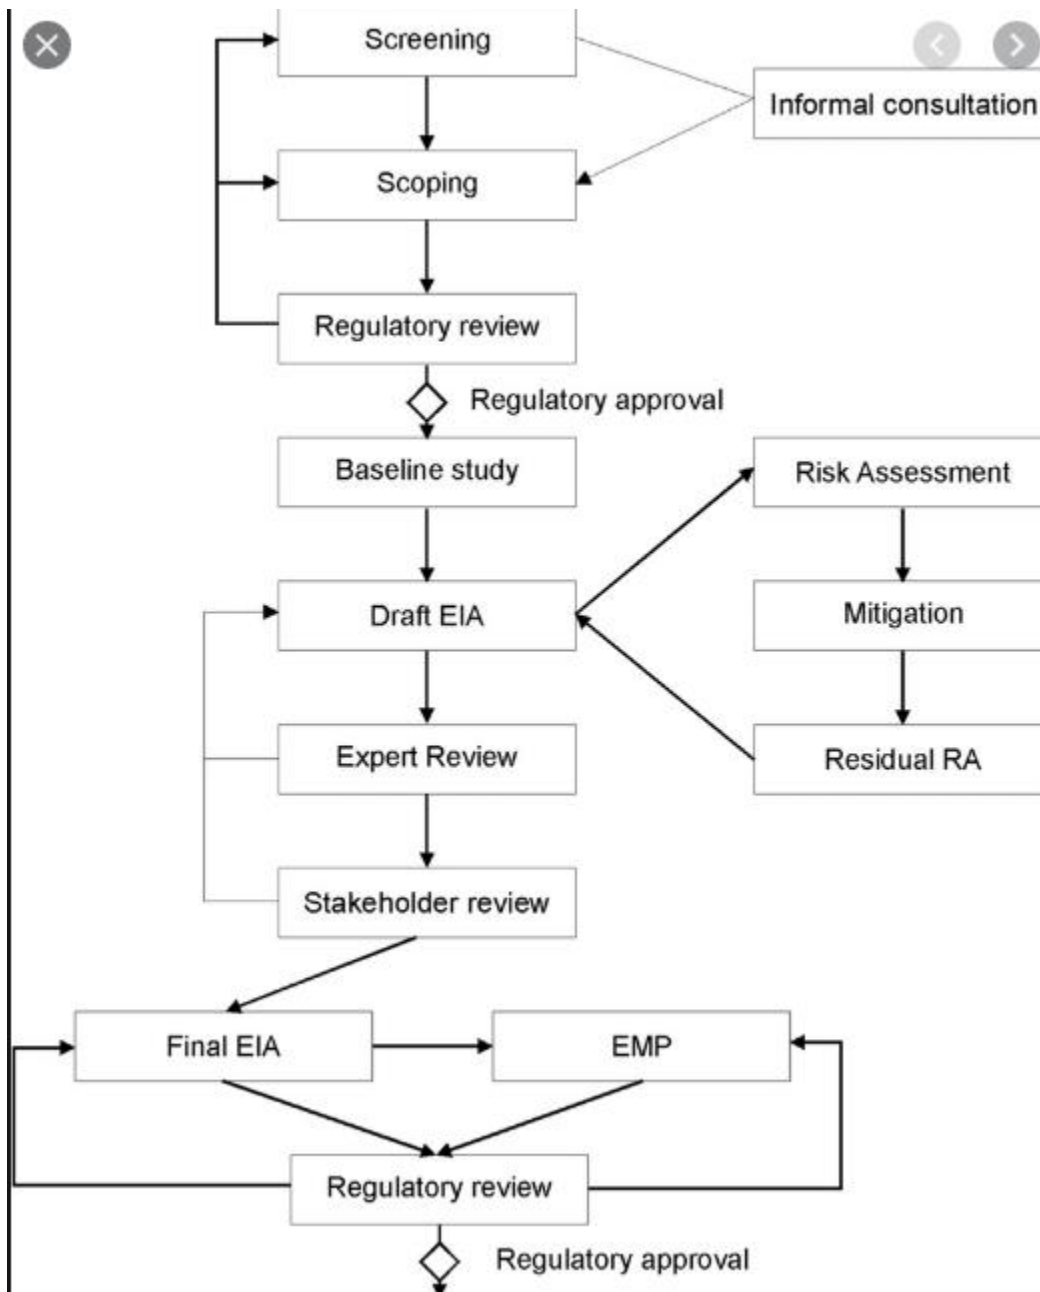 Screening
Informal consultation
Scoping
Regulatory review
Regulatory approval
Baseline study
Risk Assessment
Draft EIA
Mitigation
Expert Review
Residual RA
Stakeholder review
Final EIA
EMP
Regulatory review
Regulatory approval